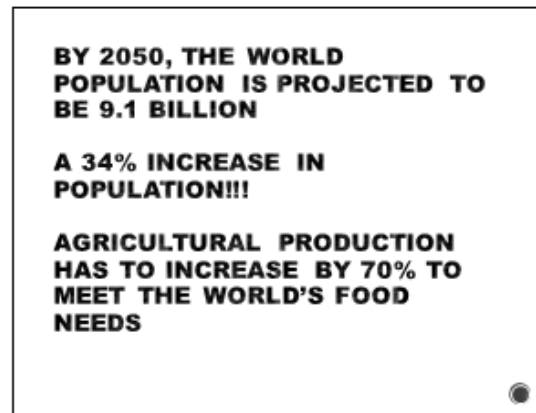 BY 2050, THE WORLD
POPULATION IS PROJECTED TO
BE 9.1 BILLION
A 34% INCREASE IN
POPULATION!!!
AGRICULTURAL PRODUCTION
HAS TO INCREASE BY 70% TO
MEET THE WORLD'S FOOD
NEEDS